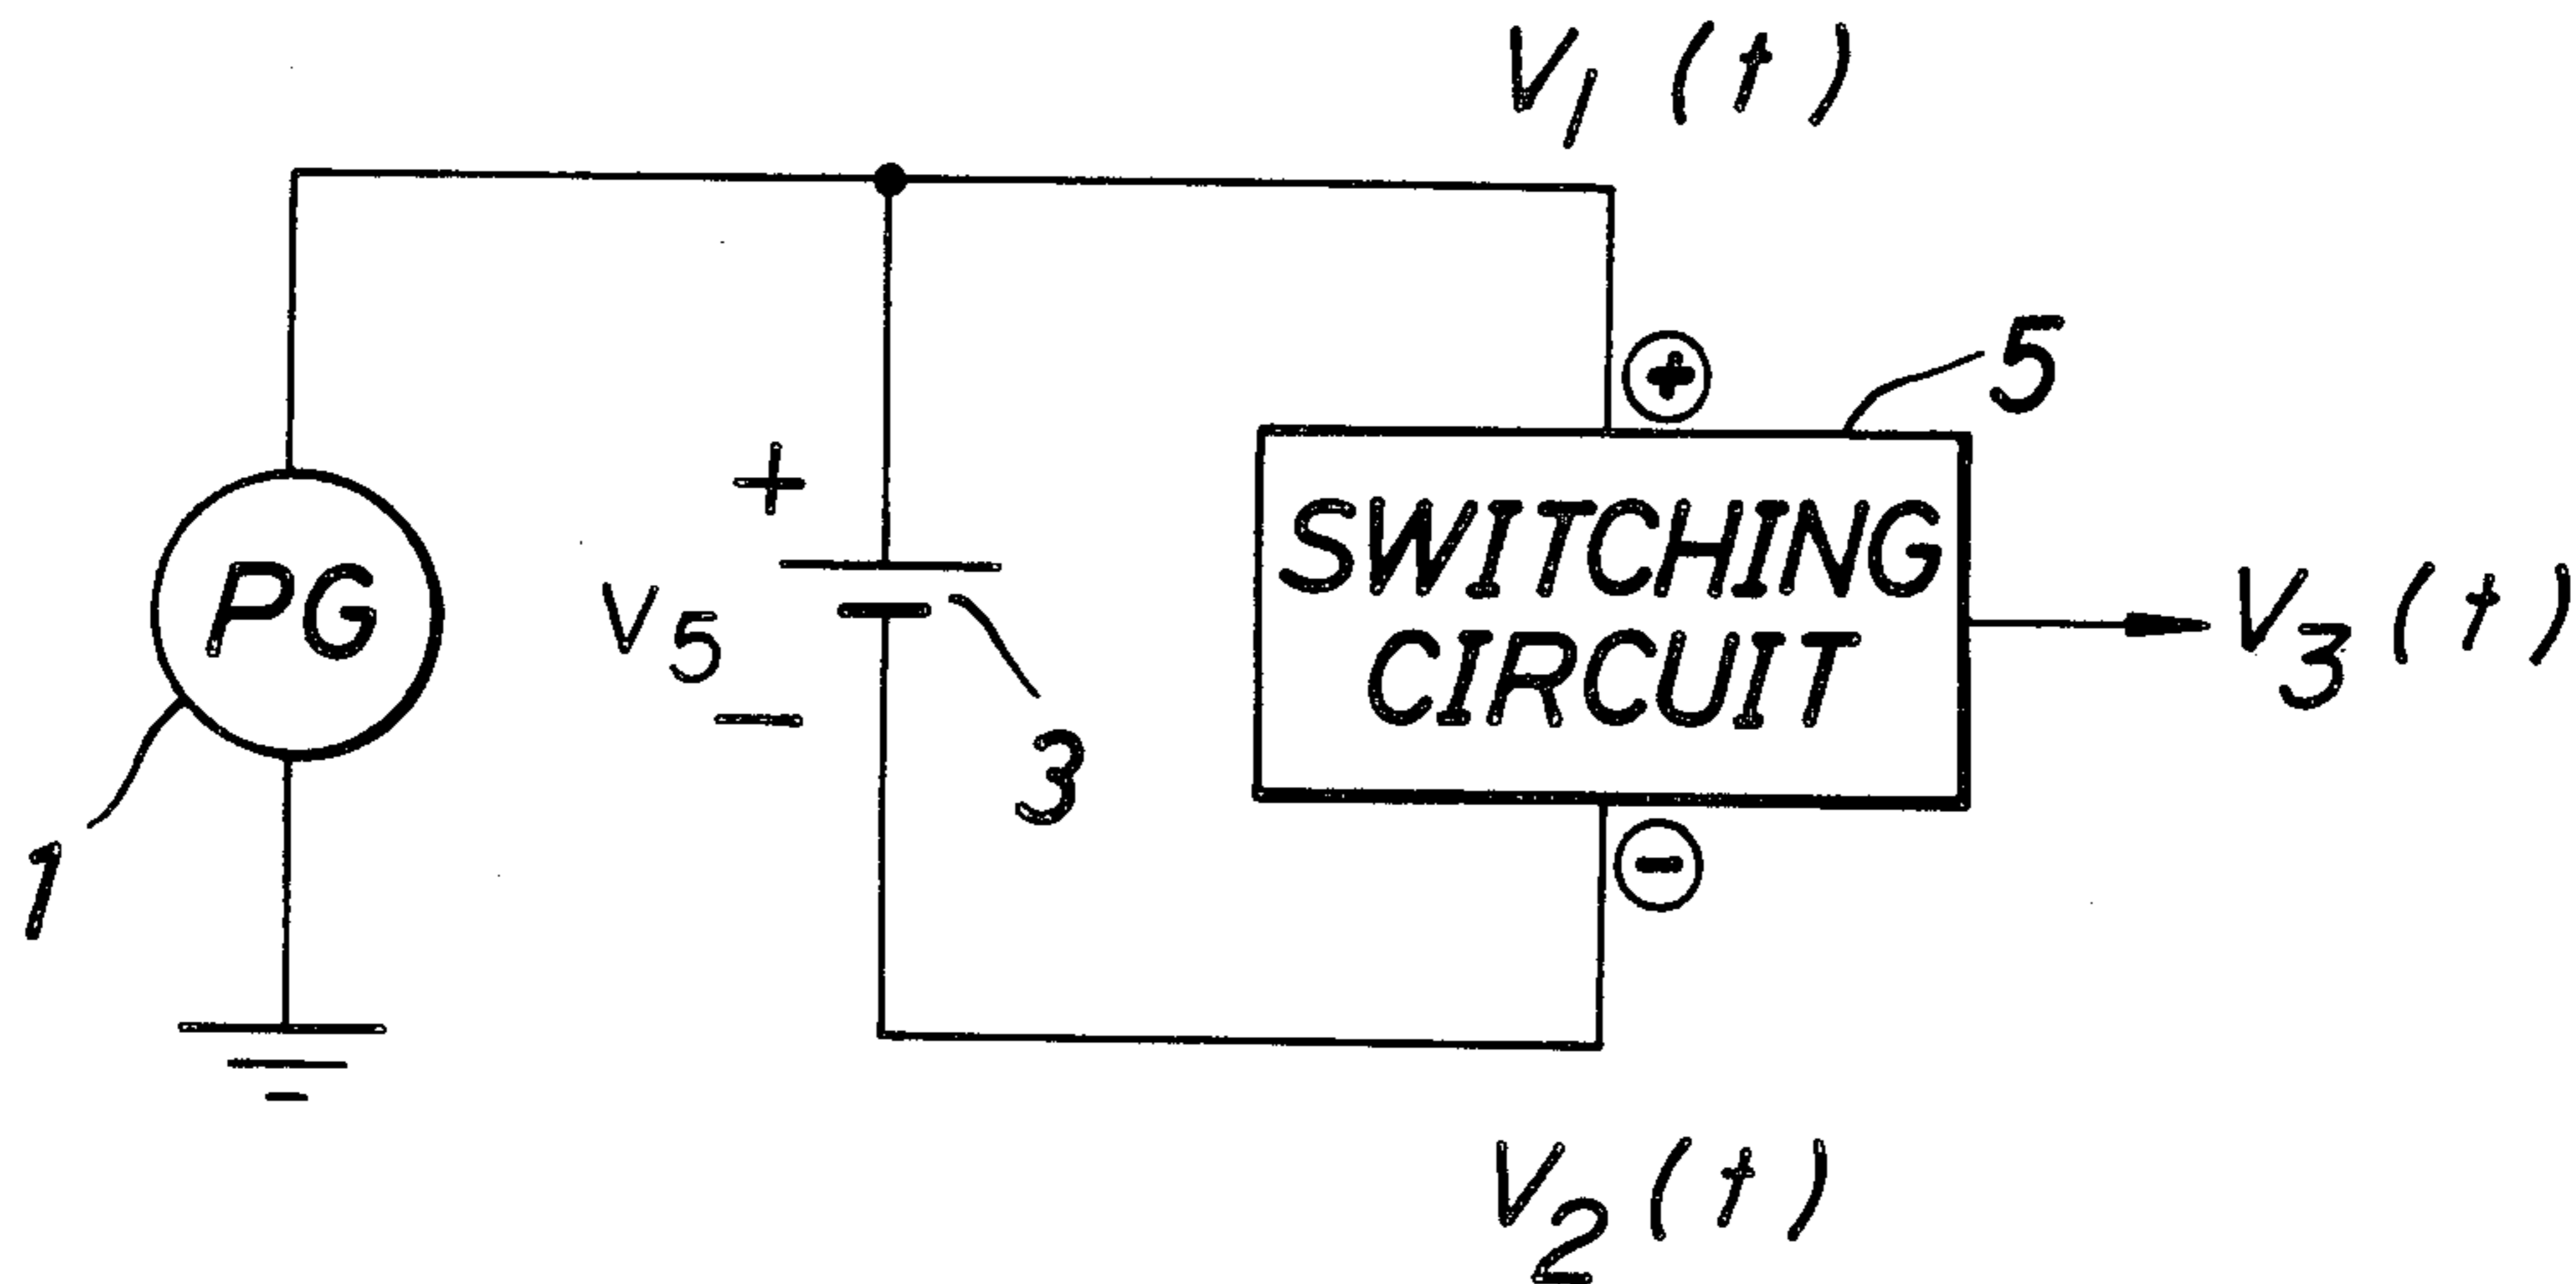 V₁ (t)
⊕
5
+
PG
V₅
3
−
SWITCHING
CIRCUIT
V₃ (t)
1
⊖
V₂ (t)